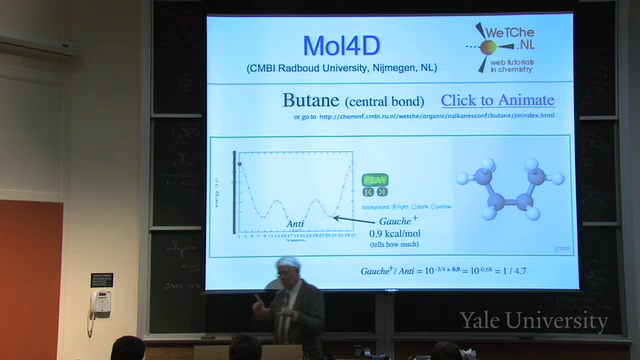 Mol4D
(CMBI Radboud University, Nijmegen, NL)
WeTChe
.NL
web tutorials
in chemistry
Butane (central bond) Click to Animate
or go to http://cheminf.cmbi.ru.nl/wetche/organic/nalkanesconf/butane/jmindex.html
PLAY
background: light dark yellow
Anti
Gauche+
0.9 kcal/mol
(tells how much)
jmol
Gauche+/ Anti = 10-3/4 x 0.9 = 10-0.68 = 1 / 4.7
Yale University